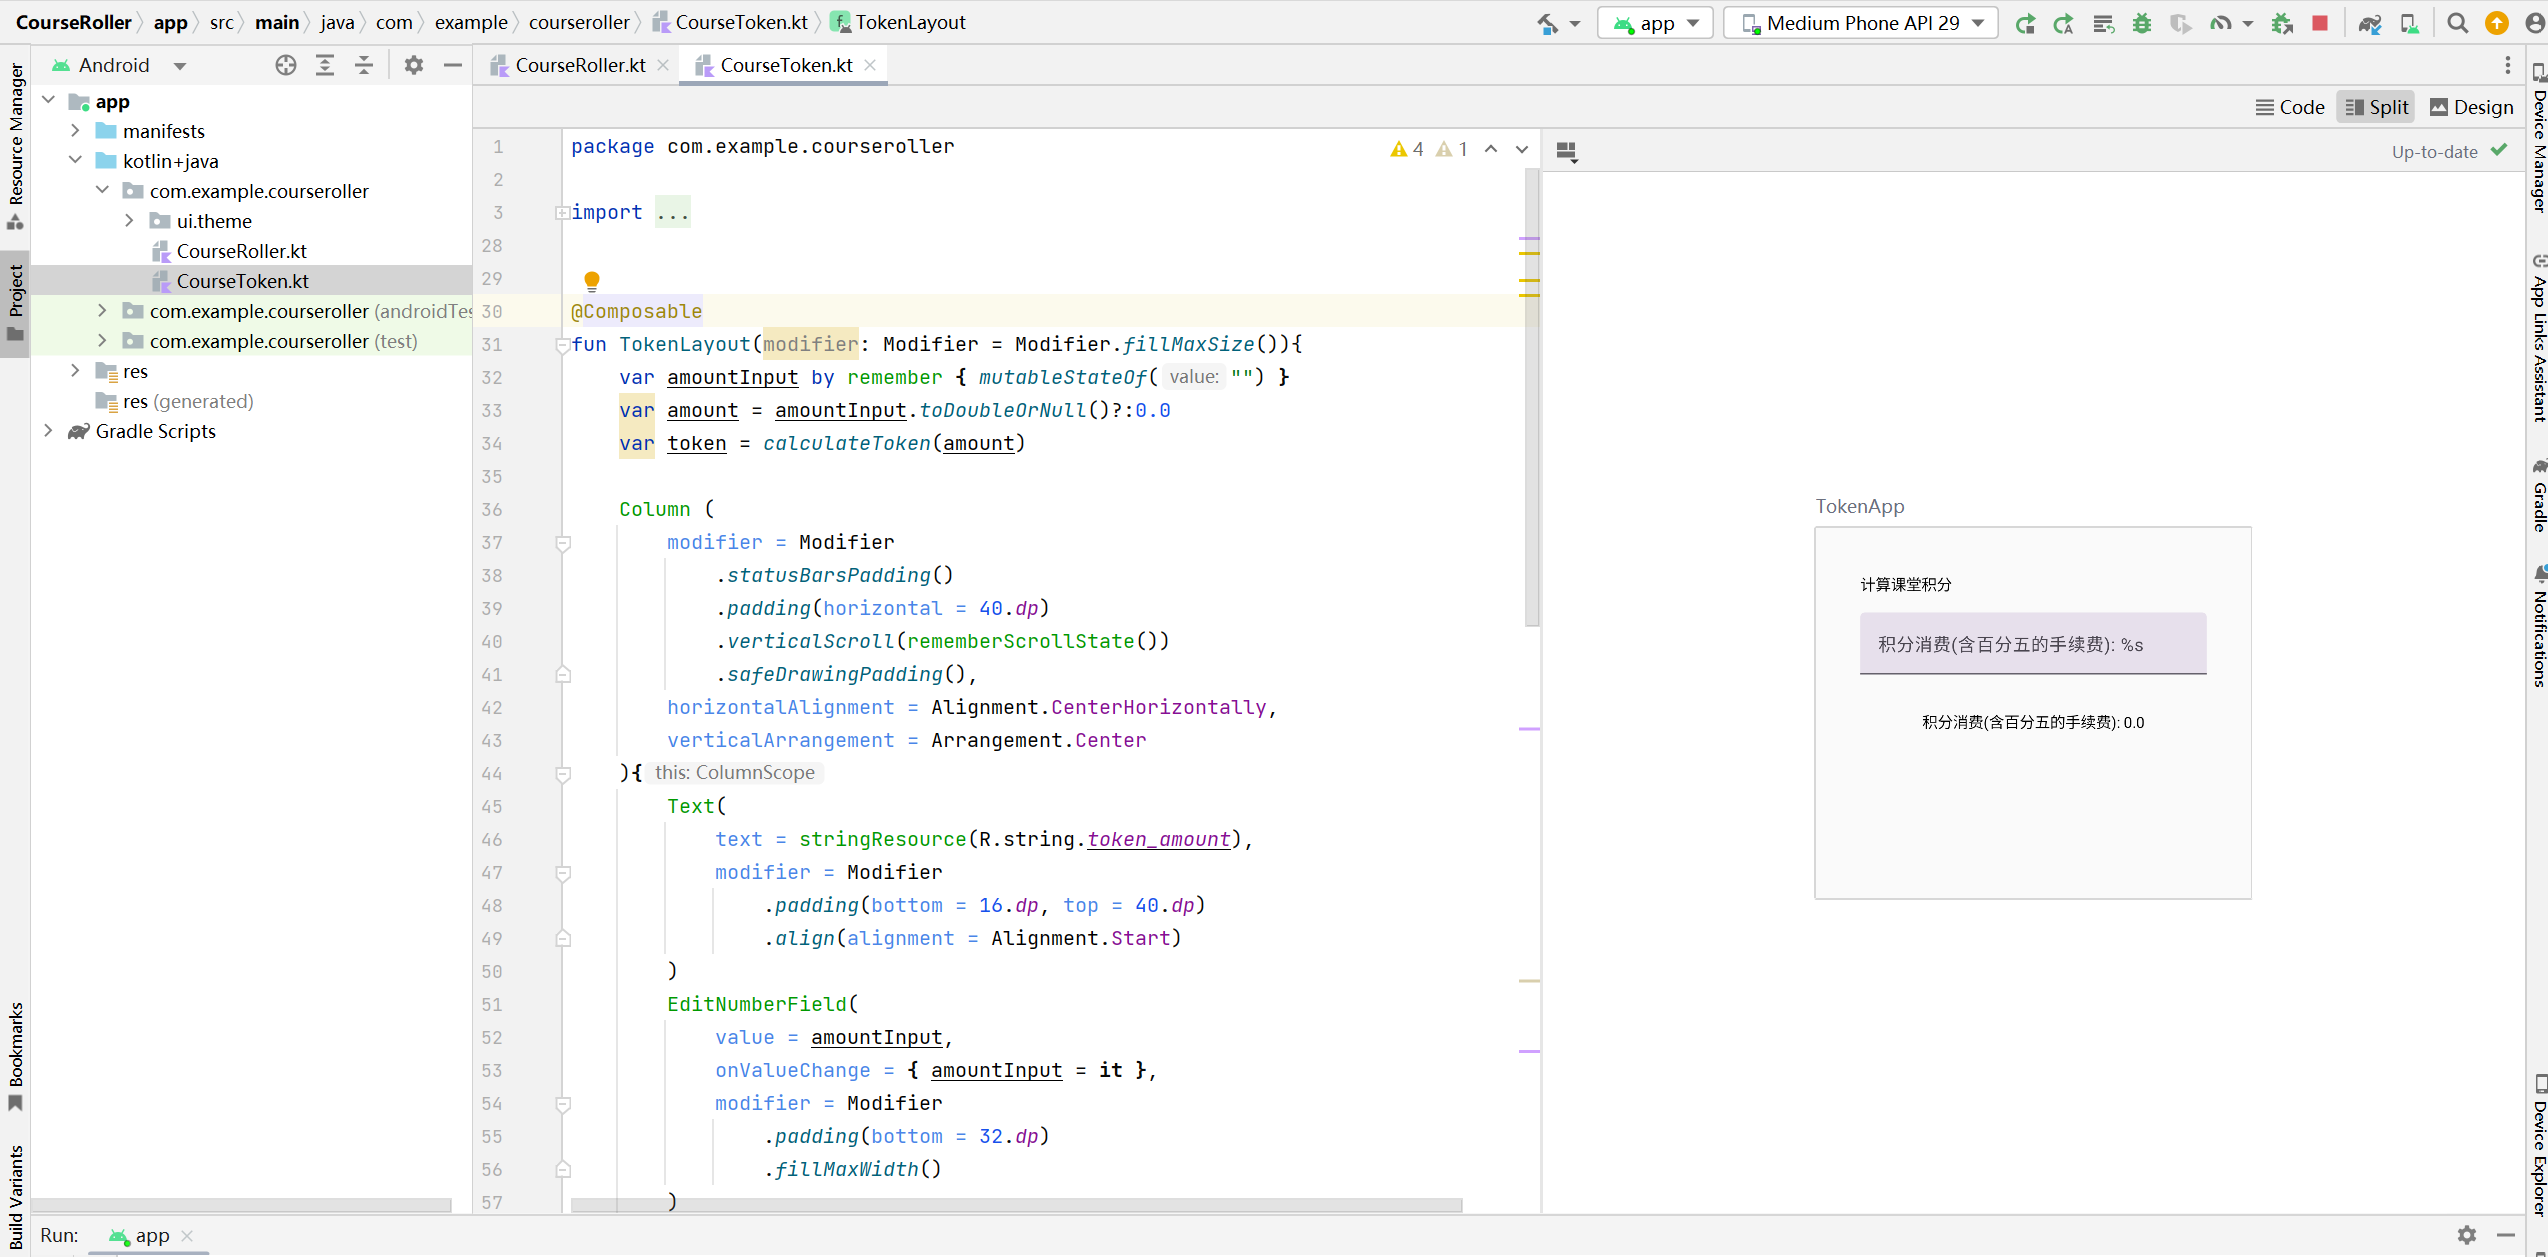 CourseRoller app src main java com example courseroller CourseToken.kt TokenLayout
app Medium Phone API 29
Resource Manager
Project
Bookmarks
Build Variants
Android
app
manifests
kotlin+java
com.example.courseroller
ui.theme
CourseRoller.kt
CourseToken.kt
com.example.courseroller (androidTes
com.example.courseroller (test)
res
res (generated)
Gradle Scripts
CourseRoller.kt CourseToken.kt
Code Split Design
4 1
1 package com.example.courseroller
2
3 import ...
28
29
30 @Composable
31 fun TokenLayout(modifier: Modifier = Modifier.fillMaxSize()){
32 var amountInput by remember { mutableStateOf( value: "") }
33 var amount = amountInput.toDoubleOrNull()?:0.0
34 var token = calculateToken(amount)
35
36 Column (
37 modifier = Modifier
38 .statusBarsPadding()
39 .padding(horizontal = 40.dp)
40 .verticalScroll(rememberScrollState())
41 .safeDrawingPadding(),
42 horizontalAlignment = Alignment.CenterHorizontally,
43 verticalArrangement = Arrangement.Center
44 ){ this: ColumnScope
45 Text(
46 text = stringResource(R.string.token_amount),
47 modifier = Modifier
48 .padding(bottom = 16.dp, top = 40.dp)
49 .align(alignment = Alignment.Start)
50 )
51 EditNumberField(
52 value = amountInput,
53 onValueChange = { amountInput = it },
54 modifier = Modifier
55 .padding(bottom = 32.dp)
56 .fillMaxWidth()
57 )
Up-to-date
TokenApp
计算课堂积分
积分消费(含百分五的手续费): %s
积分消费(含百分五的手续费): 0.0
Device Manager
App Links Assistant
Gradle
Notifications
Device Explorer
Run: app